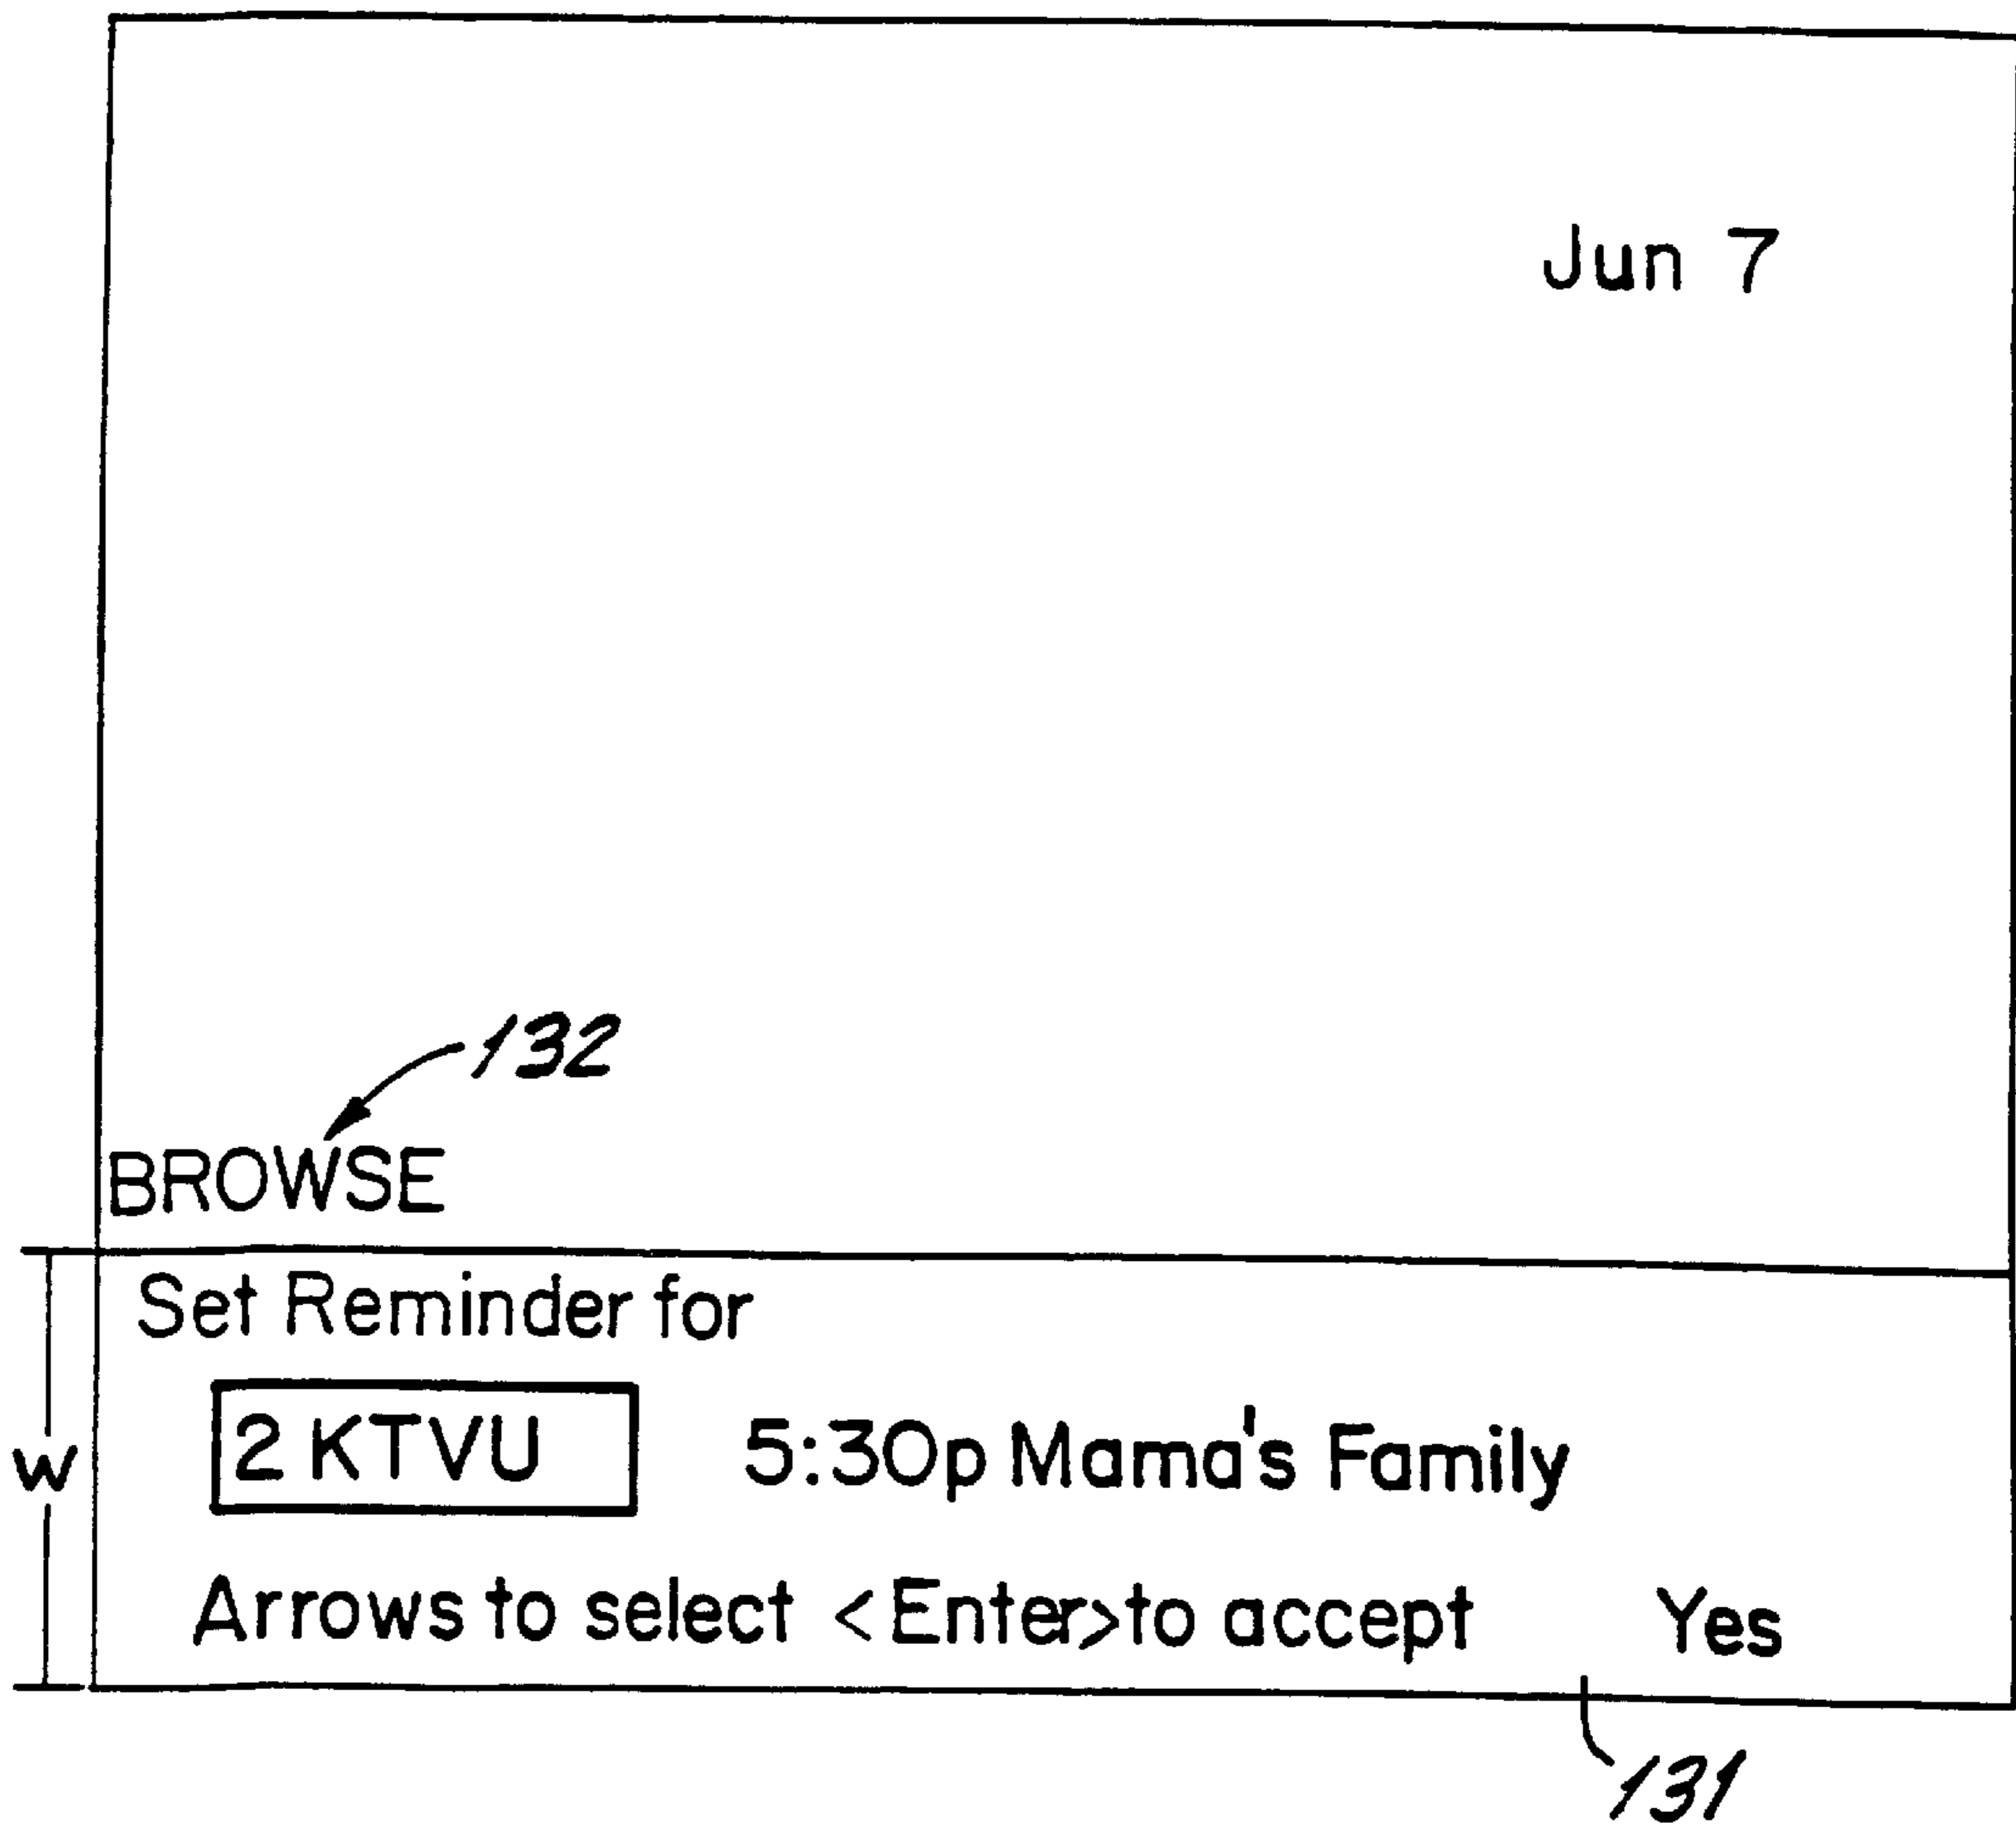 Jun 7
132
BROWSE
Set Reminder for
2 KTVU 5:30p Mama's Family
w
Arrows to select <Enter> to accept Yes
131